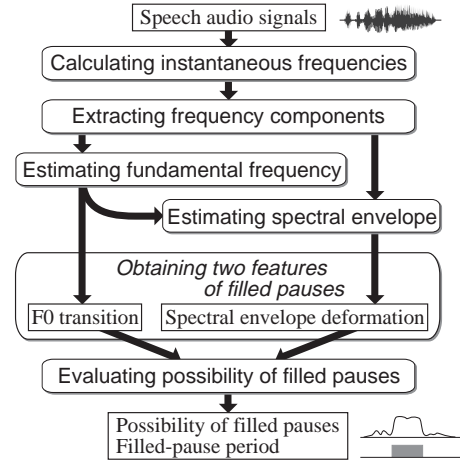 Speech audio signals
Calculating instantaneous frequencies
Extracting frequency components
Estimating fundamental frequency
Estimating spectral envelope
Obtaining two features
of filled pauses
F0 transition
Spectral envelope deformation
Evaluating possibility of filled pauses
Possibility of filled pauses
Filled-pause period